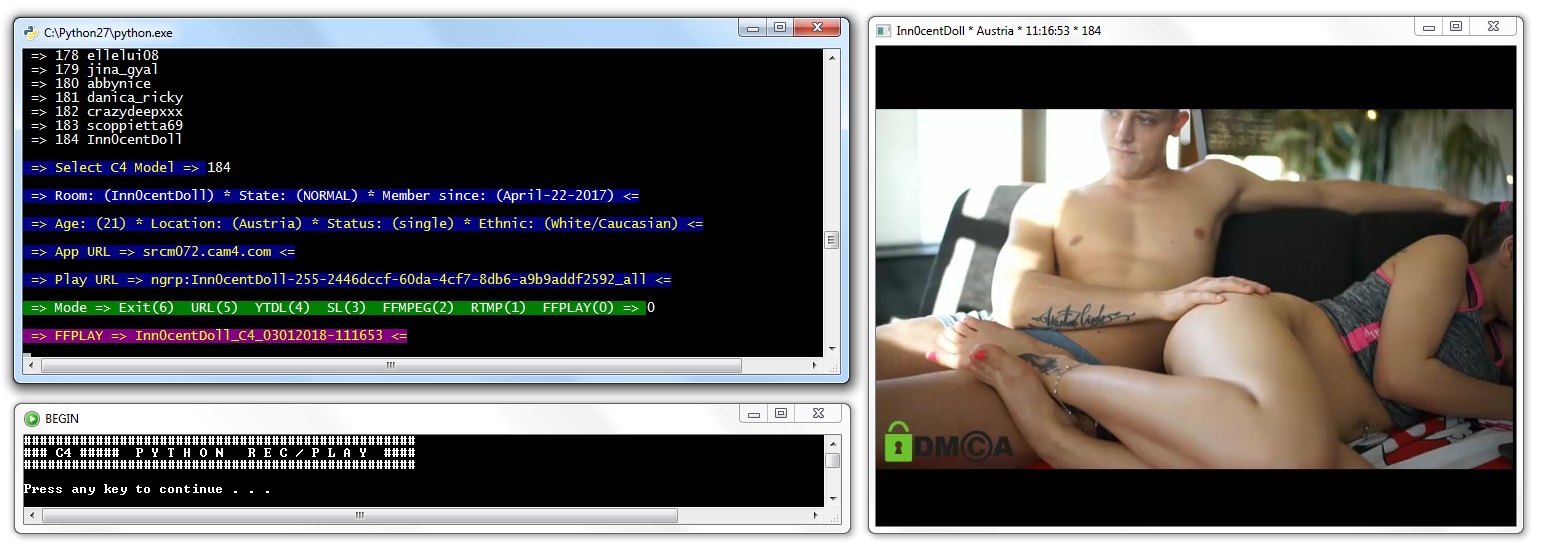 C:\Python27\python.exe
=> 178 ellelui08
=> 179 jina_gyal
=> 180 abbynice
=> 181 danica_ricky
=> 182 crazydeepxxx
=> 183 scoppietta69
=> 184 Inn0centDoll
=> Select C4 Model => 184
=> Room: (Inn0centDoll) * State: (NORMAL) * Member since: (April-22-2017) <=
=> Age: (21) * Location: (Austria) * Status: (single) * Ethnic: (White/Caucasian) <=
=> App URL => srcm072.cam4.com <=
=> Play URL => ngrp:Inn0centDoll-255-2446dccf-60da-4cf7-8db6-a9b9addf2592_all <=
=> Mode => Exit(6)  URL(5)  YTDL(4)  SL(3)  FFMPEG(2)  RTMP(1)  FFPLAY(0) => 0
=> FFPLAY => Inn0centDoll_C4_03012018-111653 <=
BEGIN
#################################################
### C4 #####  P Y T H O N   R E C / P L A Y  ####
#################################################
Press any key to continue . . .
Inn0centDoll * Austria * 11:16:53 * 184
DMCA